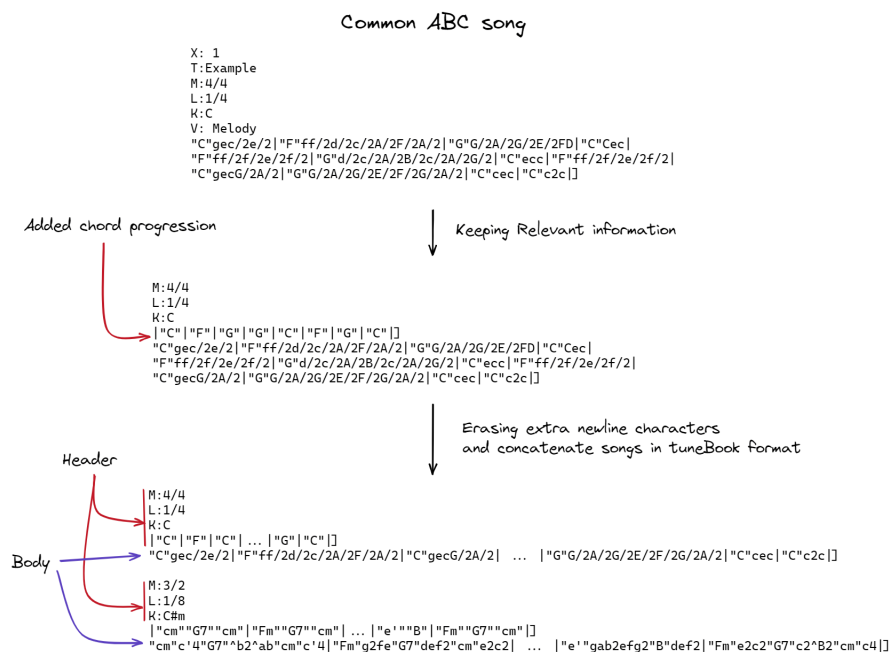 Common ABC song
X: 1
T:Example
M:4/4
L:1/4
K:C
V: Melody
"C"gec/2e/2|"F"ff/2d/2c/2A/2F/2A/2|"G"G/2A/2G/2E/2FD|"C"Cec|
"F"ff/2f/2e/2f/2|"G"d/2c/2A/2B/2c/2A/2G/2|"C"ecc|"F"ff/2f/2e/2f/2|
"C"gecG/2A/2|"G"G/2A/2G/2E/2F/2G/2A/2|"C"cec|"C"c2c|]
Added chord progression
Keeping Relevant information
M:4/4
L:1/4
K:C
|"C"|"F"|"G"|"G"|"C"|"F"|"G"|"C"|]
"C"gec/2e/2|"F"ff/2d/2c/2A/2F/2A/2|"G"G/2A/2G/2E/2FD|"C"Cec|
"F"ff/2f/2e/2f/2|"G"d/2c/2A/2B/2c/2A/2G/2|"C"ecc|"F"ff/2f/2e/2f/2|
"C"gecG/2A/2|"G"G/2A/2G/2E/2F/2G/2A/2|"C"cec|"C"c2c|]
Erasing extra newline characters
and concatenate songs in tuneBook format
Header
M:4/4
L:1/4
K:C
|"C"|"F"|"C"| ... |"G"|"C"|]
Body
"C"gec/2e/2|"F"ff/2d/2c/2A/2F/2A/2|"C"gecG/2A/2| ... |"G"G/2A/2G/2E/2F/2G/2A/2|"C"cec|"C"c2c|]
M:3/2
L:1/8
K:C#m
|"cm""G7""cm"|"Fm""G7""cm"| ... |"e'""B"|"Fm""G7""cm"|]
"cm"c'4"G7"^b2^ab"cm"c'4|"Fm"g2fe"G7"def2"cm"e2c2| ... |"e'"gab2efg2"B"def2|"Fm"e2c2"G7"c2^B2"cm"c4|]